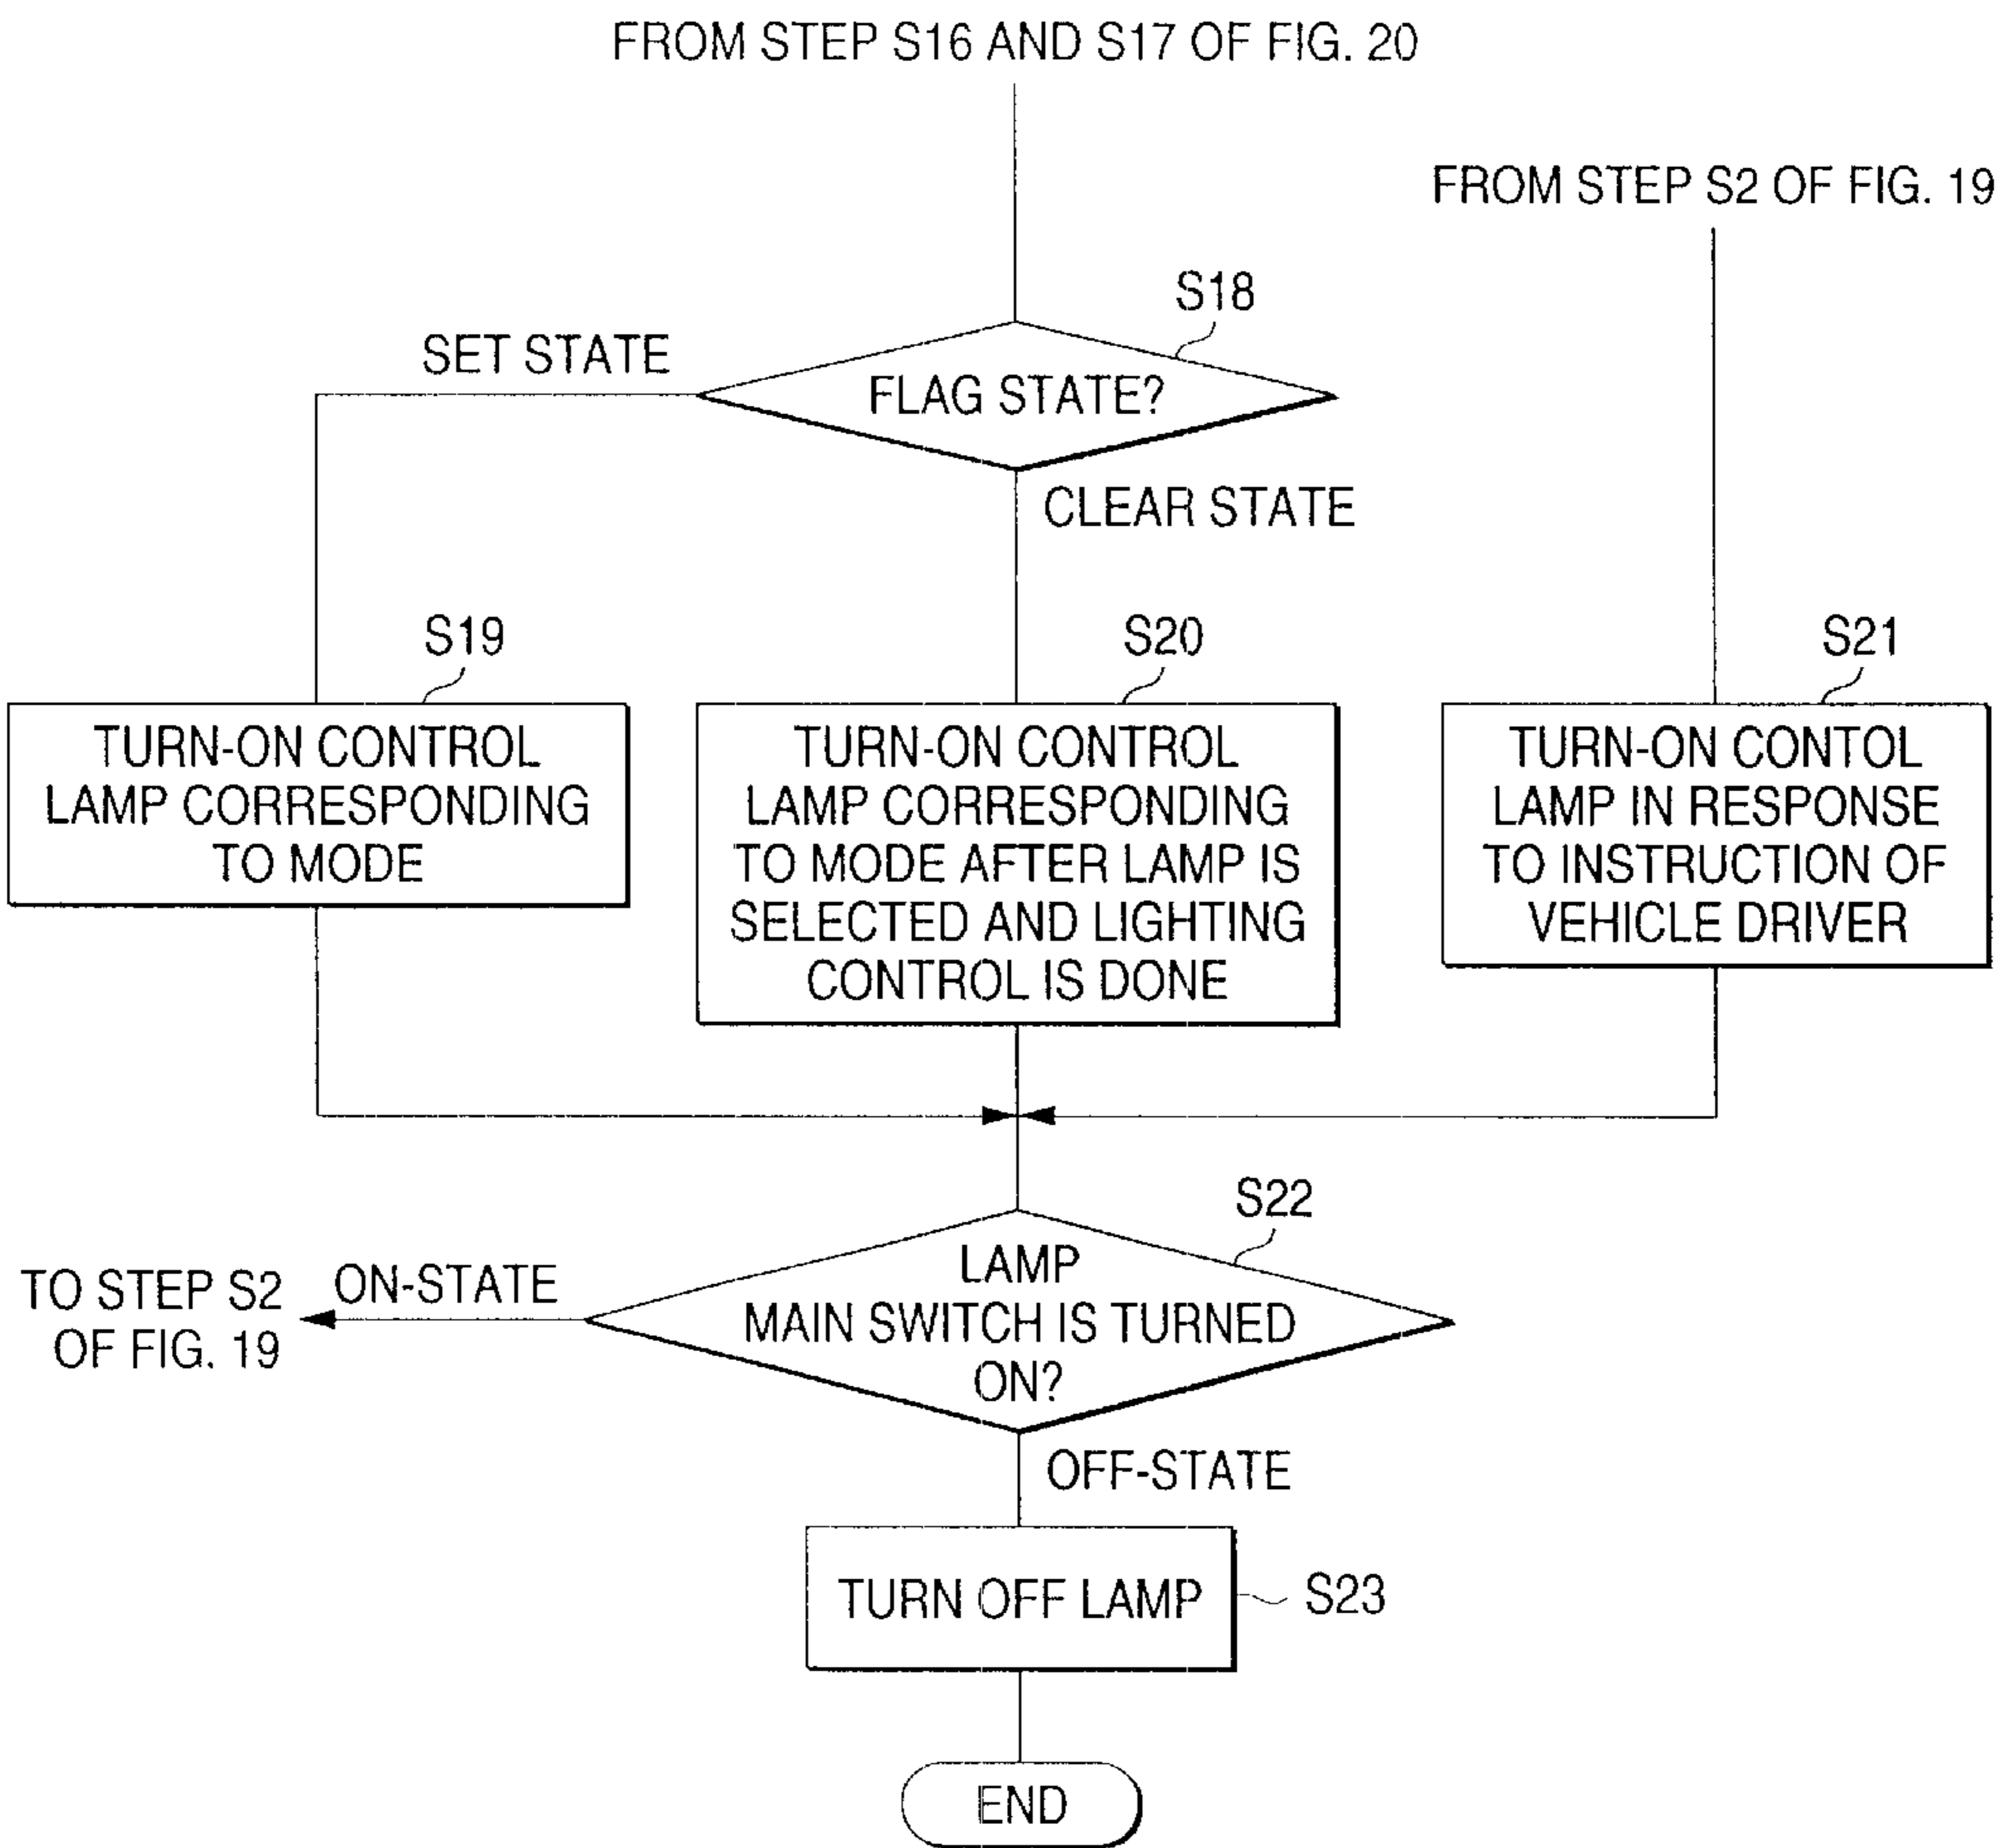 FROM STEP S16 AND S17 OF FIG. 20
FROM STEP S2 OF FIG. 19
S18
SET STATE
FLAG STATE?
CLEAR STATE
S19
TURN-ON CONTROL
LAMP CORRESPONDING
TO MODE
S20
TURN-ON CONTROL
LAMP CORRESPONDING
TO MODE AFTER LAMP IS
SELECTED AND LIGHTING
CONTROL IS DONE
S21
TURN-ON CONTOL
LAMP IN RESPONSE
TO INSTRUCTION OF
VEHICLE DRIVER
S22
LAMP
MAIN SWITCH IS TURNED
ON?
TO STEP S2
OF FIG. 19
ON-STATE
OFF-STATE
TURN OFF LAMP
S23
END